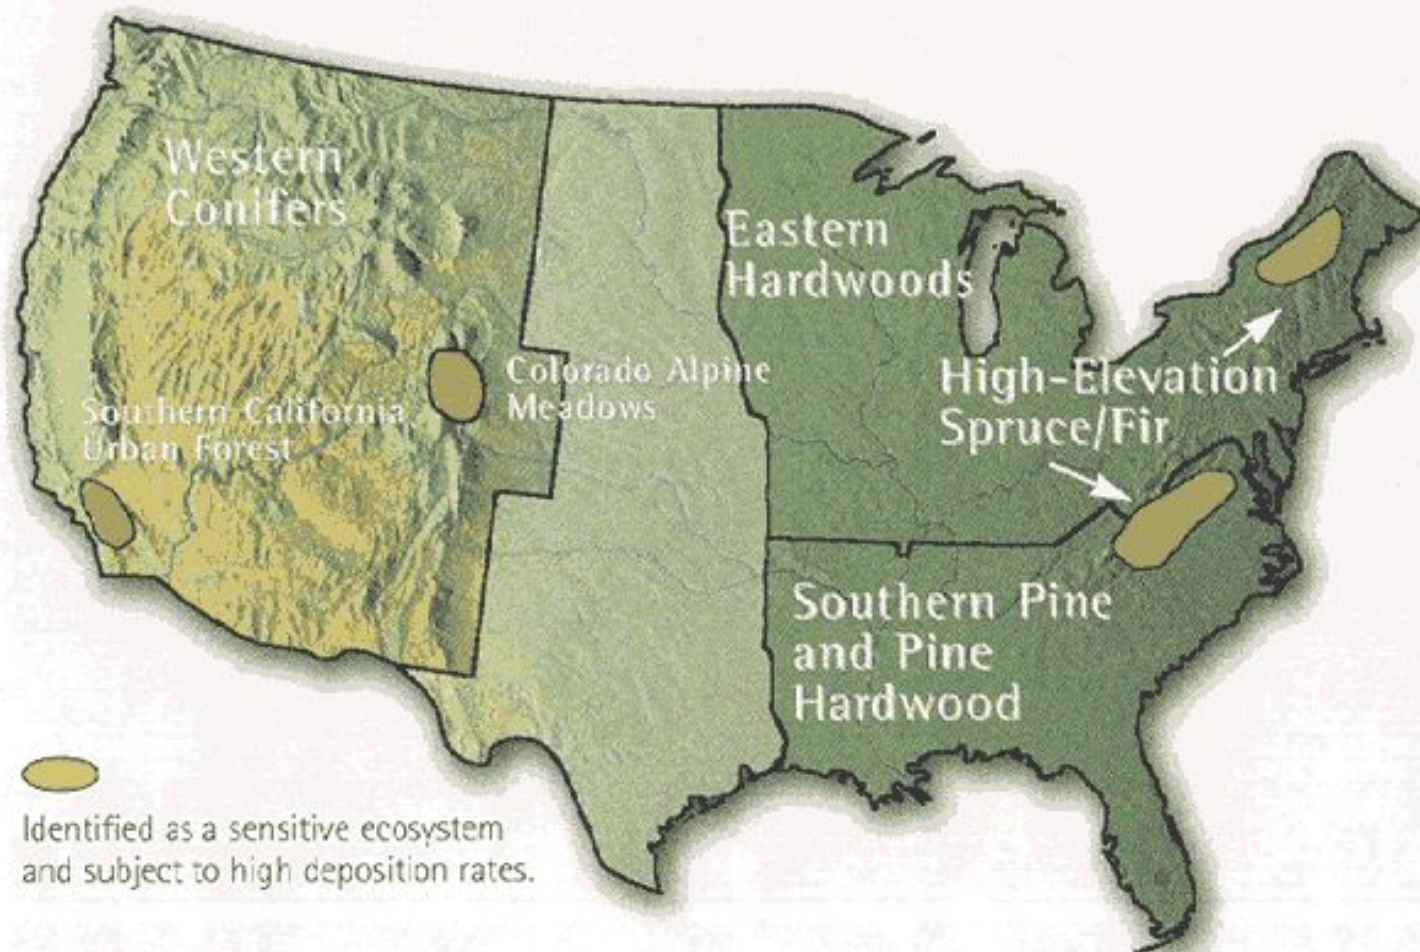 Western
Conifers
Eastern
Hardwoods
Colorado Alpine
Meadows
High-Elevation
Spruce/Fir
Southern California
Urban Forest
Southern Pine
and Pine
Hardwood
Identified as a sensitive ecosystem
and subject to high deposition rates.